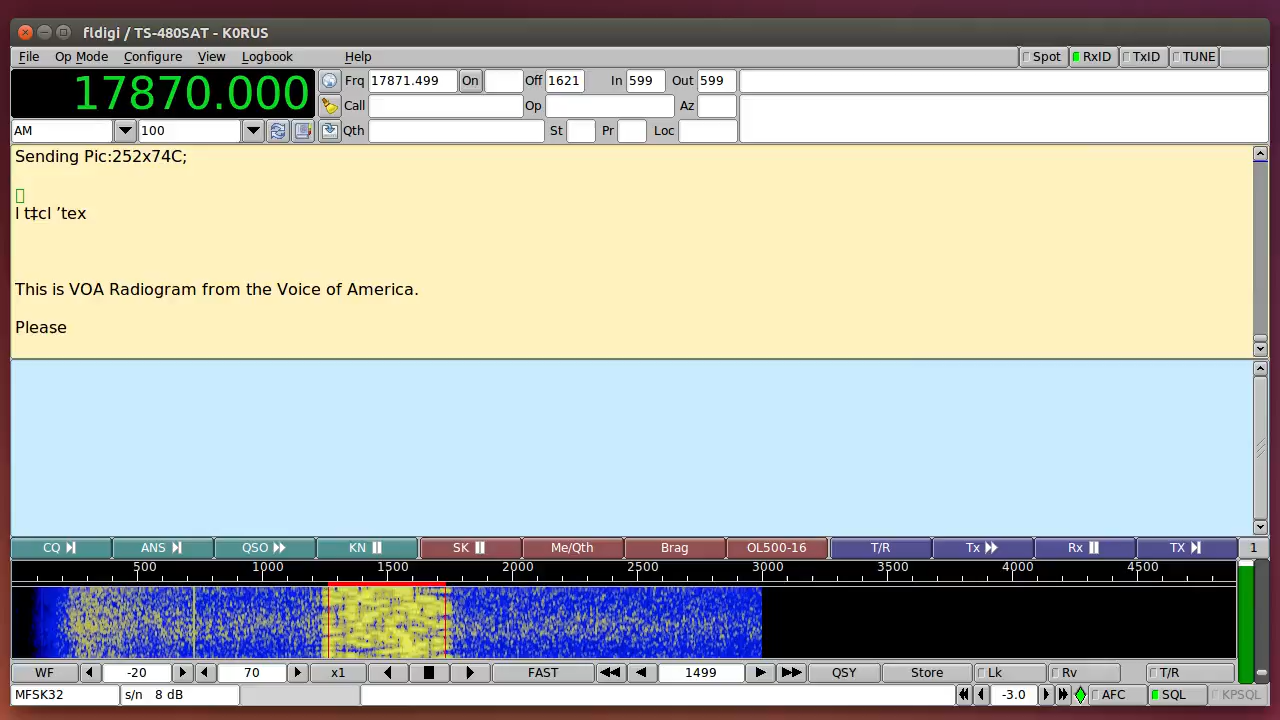 fldigi / TS-480SAT - K0RUS
File Op Mode Configure View Logbook Help Spot RxID TxID TUNE
17870.000 Frq 17871.499 On Off 1621 In 599 Out 599
Call Op Az
AM 100 Qth St Pr Loc
Sending Pic:252x74C;
l t‡cl ’tex
This is VOA Radiogram from the Voice of America.
Please
CQ ANS QSO KN SK Me/Qth Brag OL500-16 T/R Tx Rx TX 1
500 1000 1500 2000 2500 3000 3500 4000 4500
WF -20 70 x1 FAST 1499 QSY Store Lk Rv T/R
MFSK32 s/n 8 dB -3.0 AFC SQL KPSQL